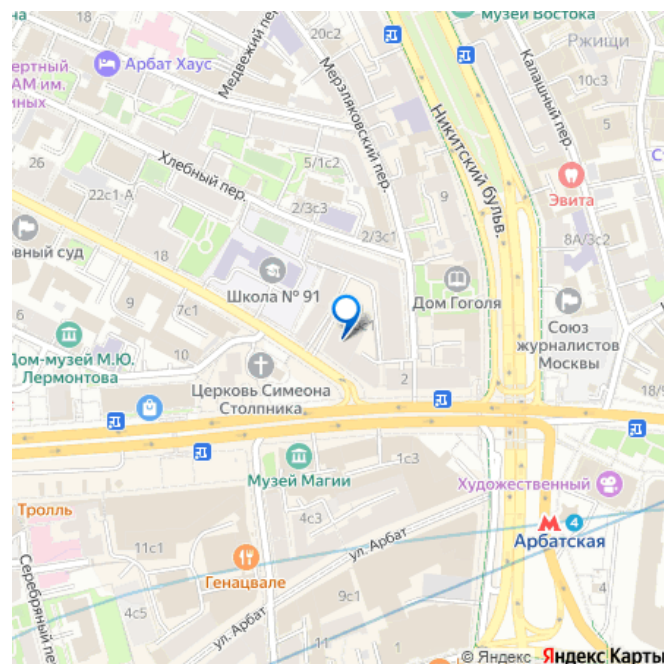 музей Востока
20с2
Ржищи
Арбат Хаус
Медвежий пер.
Калашный пер.
10с3
Мерзляковский пер.
Никитский бульв.
5
26
Хлебный пер.
5/1с2
22с1-А
2/3с3
9
Эвита
8А/3с2
2/3с1
18
Школа № 91
Дом Гоголя
9
7с1
10
Союз
журналистов
Москвы
Дом-музей М.Ю.
Лермонтова
Церковь Симеона
Столпника
2
18/9
1с3
Музей Магии
Художественный
Тролль
4с3
Арбатская
4
11с1
ул. Арбат
Генацвале
Серебряный пер.
4с5
9с1
4
ул. Арбат
11
1
© Яндекс Яндекс Карты